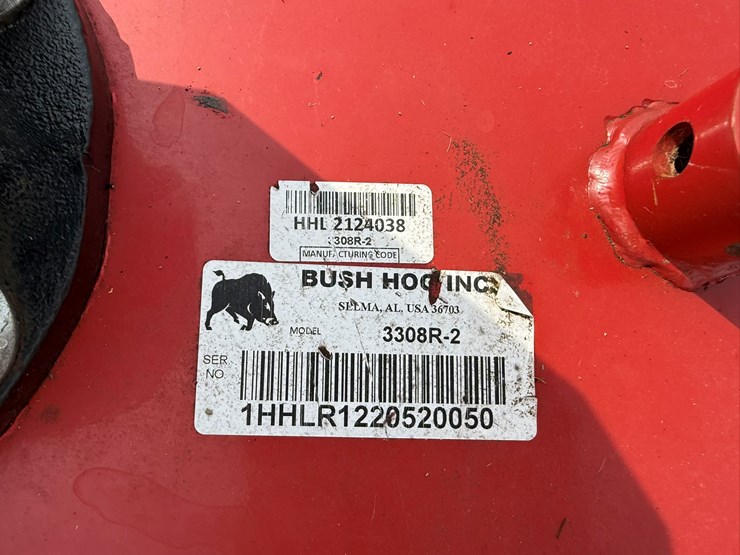 HHL 2124038
3308R-2
MANUFACTURING CODE
BUSH HOG INC.
SELMA, AL. USA 36703
MODEL 3308R-2
SER
NO
1HHLR1220520050